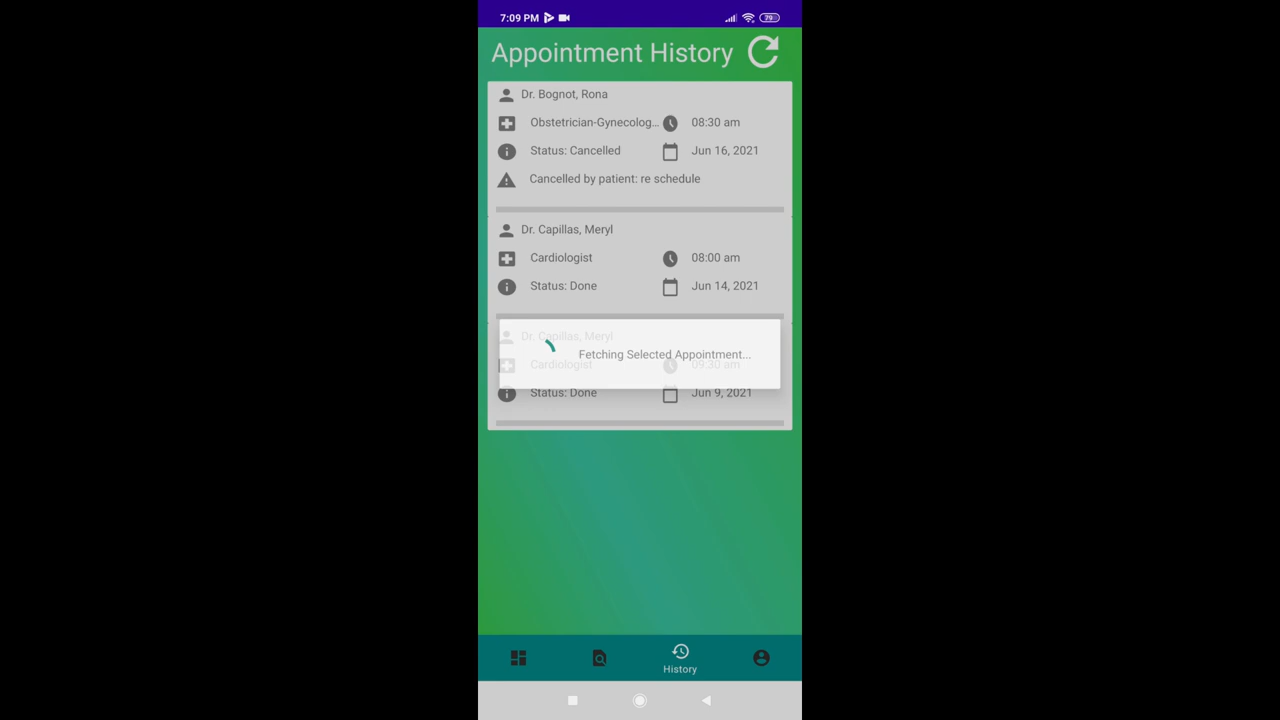 7:09 PM
79
Appointment History
Dr. Bognot, Rona
Obstetrician-Gynecolog... 08:30 am
Status: Cancelled Jun 16, 2021
Cancelled by patient: re schedule
Dr. Capillas, Meryl
Cardiologist 08:00 am
Status: Done Jun 14, 2021
Dr. Capillas, Meryl
Fetching Selected Appointment...
Cardiologist 09:30 am
Status: Done Jun 9, 2021
History